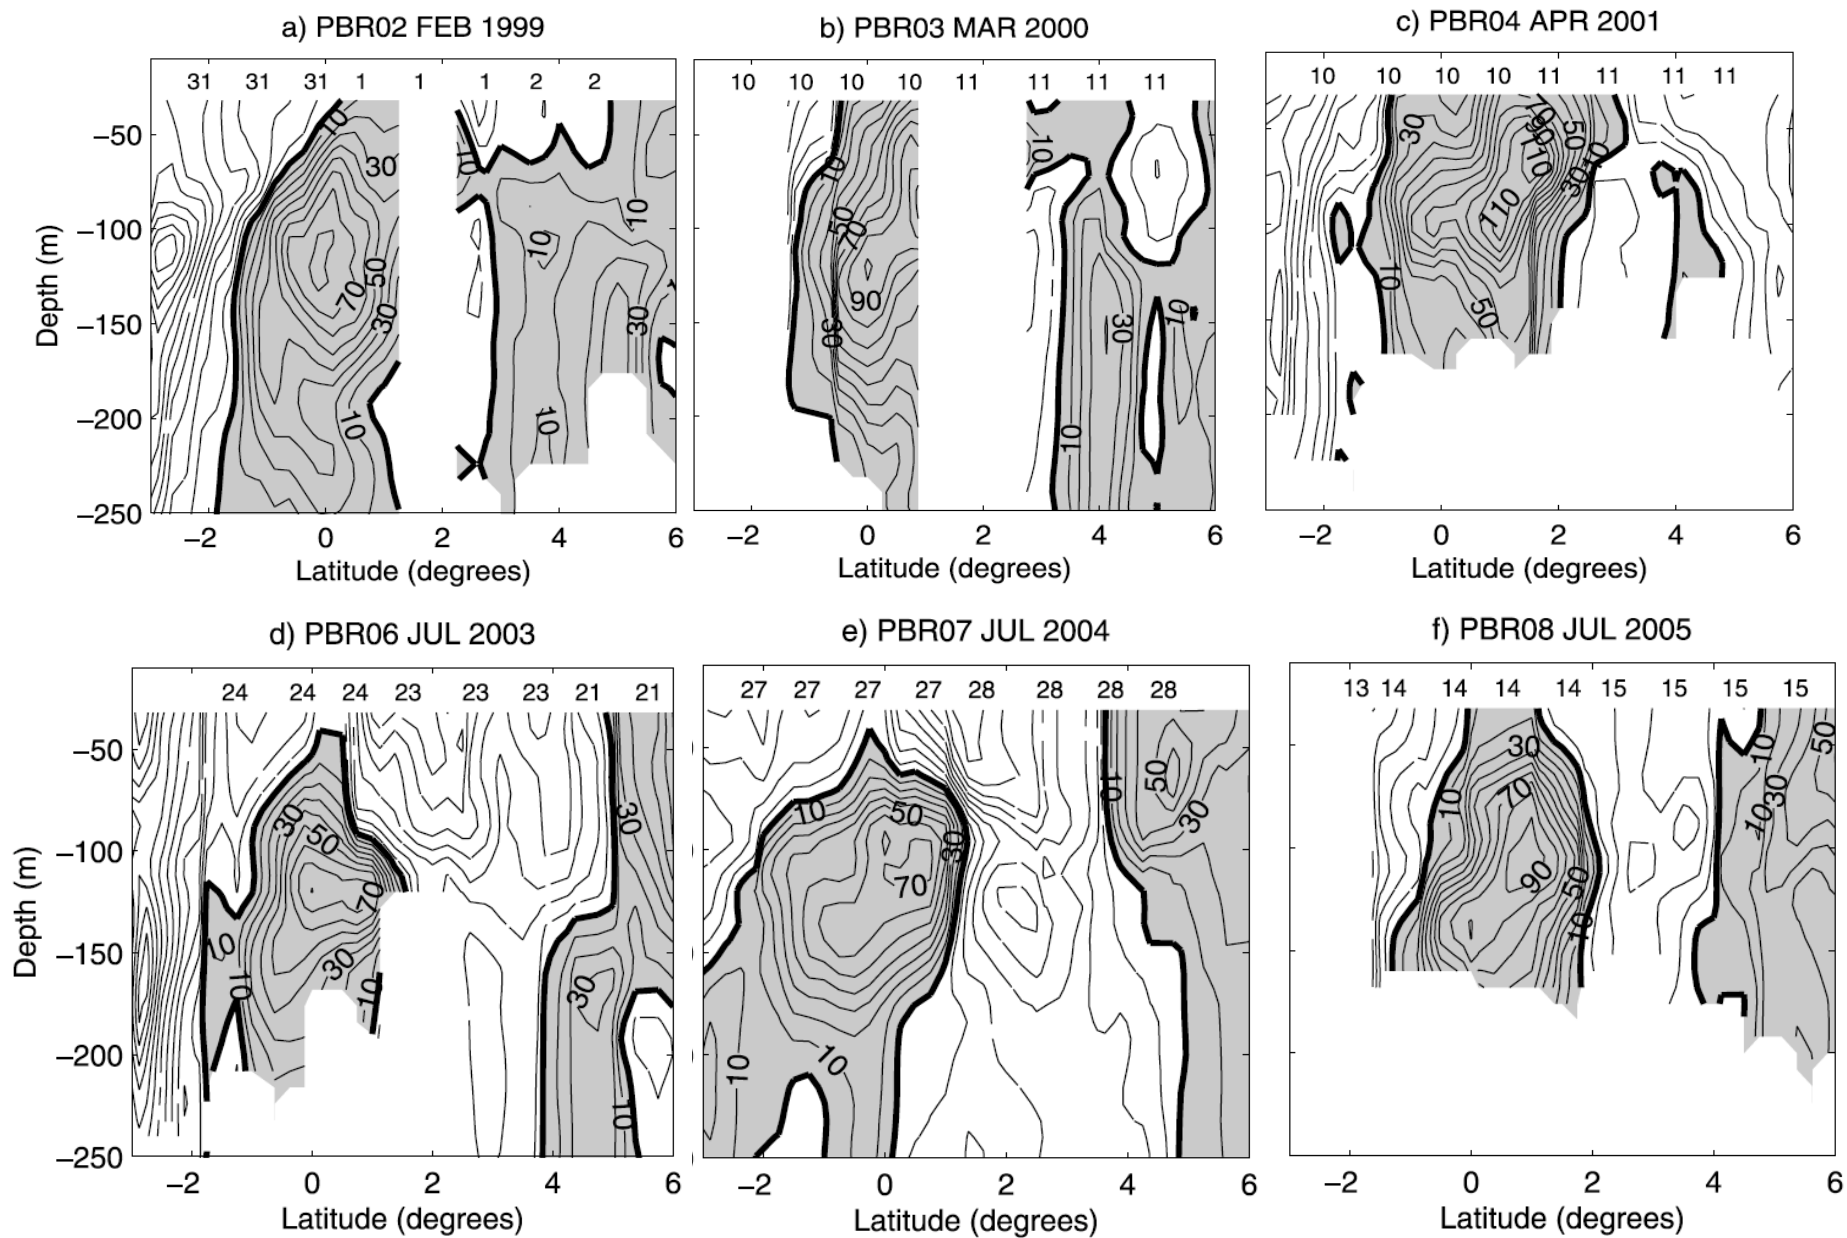 a) PBR02 FEB 1999
b) PBR03 MAR 2000
c) PBR04 APR 2001
31 31 31 1 1 1 2 2
10 10 10 10 11 11 11 11
10 10 10 10 11 11 11 11
Depth (m)
−50
−100
−150
−200
−250
10 30 50 70 30 10 10 10 10 10 30
10 50 70 90 30 10 10 30 10
30 70 90 110 50 10 30 110 10 50
−2 0 2 4 6
−2 0 2 4 6
−2 0 2 4 6
Latitude (degrees)
Latitude (degrees)
Latitude (degrees)
d) PBR06 JUL 2003
e) PBR07 JUL 2004
f) PBR08 JUL 2005
24 24 24 23 23 23 21 21
27 27 27 27 28 28 28 28
13 14 14 14 14 15 15 15 15
Depth (m)
−50
−100
−150
−200
−250
30 50 70 10 10 30 10 30 30 10
10 50 30 70 10 10 10 50 30
30 10 70 90 50 10 10 50 30 10
−2 0 2 4 6
−2 0 2 4 6
−2 0 2 4 6
Latitude (degrees)
Latitude (degrees)
Latitude (degrees)